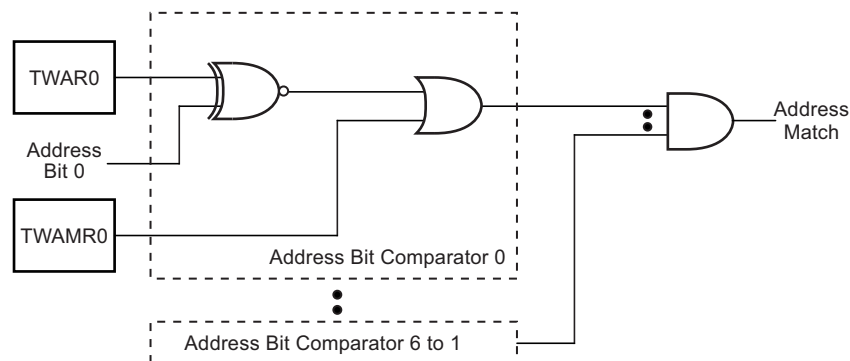 TWAR0
Address
Bit 0
TWAMR0
Address Bit Comparator 0
Address
Match
Address Bit Comparator 6 to 1